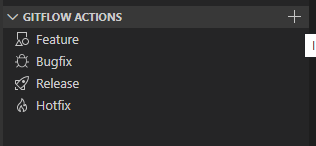 GITFLOW ACTIONS
Feature
Bugfix
Release
Hotfix